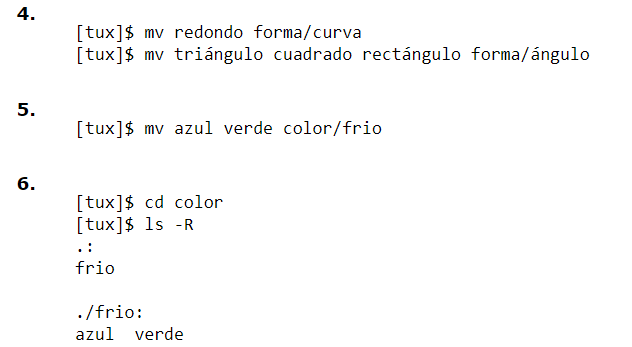 4.
[tux]$ mv redondo forma/curva
[tux]$ mv triángulo cuadrado rectángulo forma/ángulo
5.
[tux]$ mv azul verde color/frio
6.
[tux]$ cd color
[tux]$ ls -R
.:
frio
./frio:
azul  verde